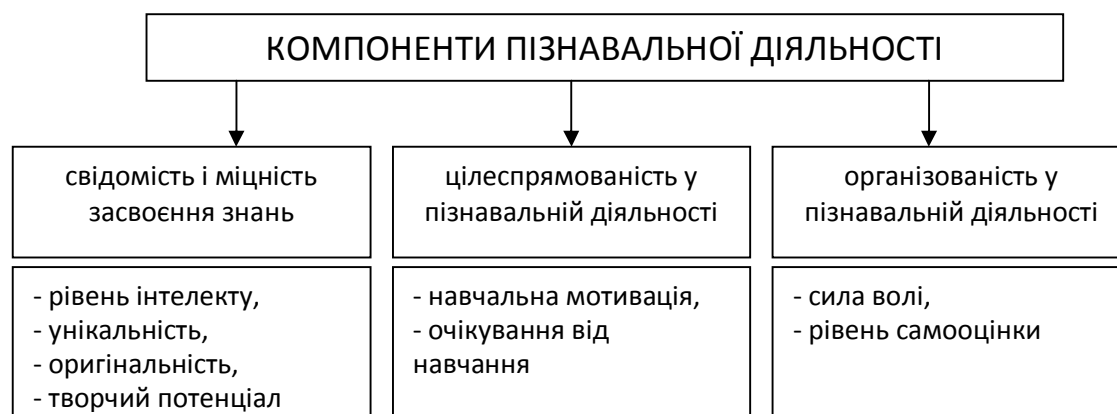 КОМПОНЕНТИ ПІЗНАВАЛЬНОЇ ДІЯЛЬНОСТІ
свідомість і міцність
засвоєння знань
цілеспрямованість у
пізнавальній діяльності
організованість у
пізнавальній діяльності
- рівень інтелекту,
- унікальність,
- оригінальність,
- творчий потенціал
- навчальна мотивація,
- очікування від
навчання
- сила волі,
- рівень самооцінки